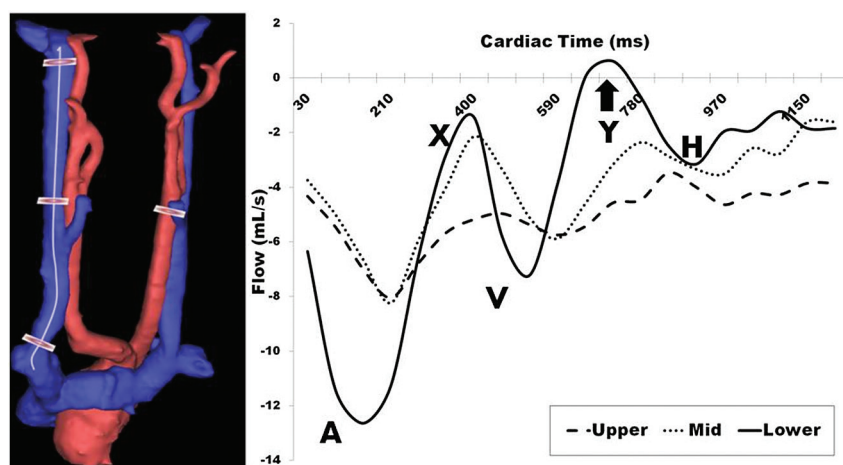 2
Cardiac Time (ms)
0
30
210
400
590
780
970
1150
X
Y
H
-2
-4
-6
V
-8
-10
-12
A
-14
Flow (mL/s)
Upper Mid Lower